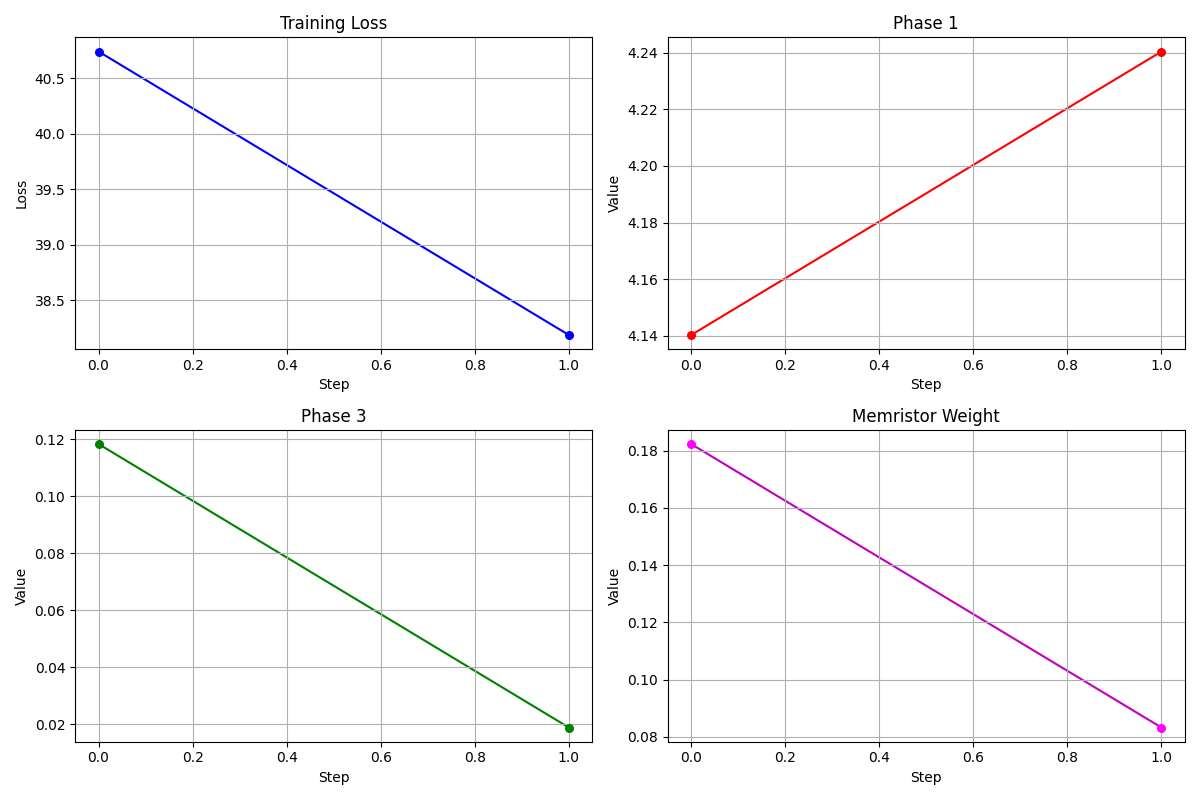 Training Loss
Loss
40.5
40.0
39.5
39.0
38.5
0.0 0.2 0.4 0.6 0.8 1.0
Step
Phase 1
Value
4.24
4.22
4.20
4.18
4.16
4.14
0.0 0.2 0.4 0.6 0.8 1.0
Step
Phase 3
Value
0.12
0.10
0.08
0.06
0.04
0.02
0.0 0.2 0.4 0.6 0.8 1.0
Step
Memristor Weight
Value
0.18
0.16
0.14
0.12
0.10
0.08
0.0 0.2 0.4 0.6 0.8 1.0
Step